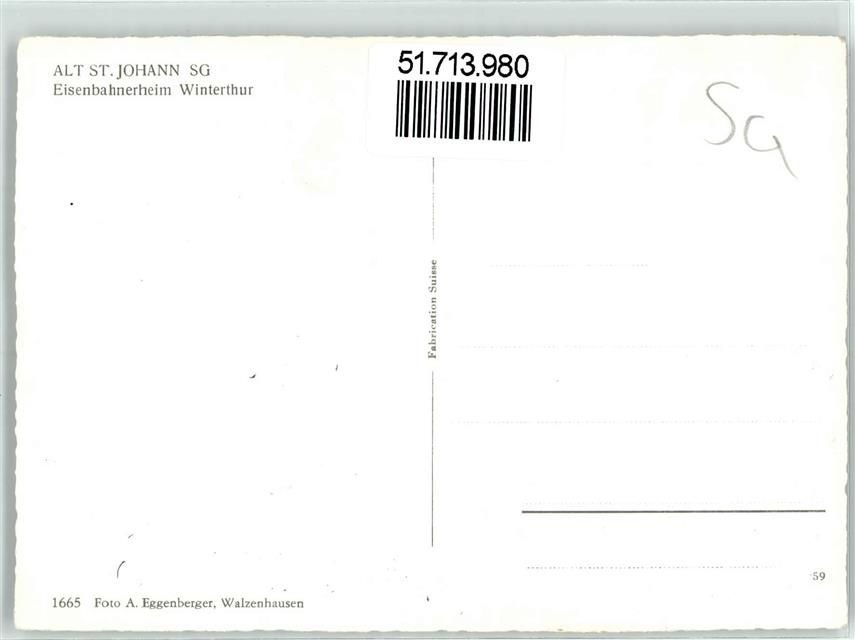 ALT ST. JOHANN SG
Eisenbahnerheim Winterthur
51.713.980
SG
Fabrication Suisse
59
1665 Foto A. Eggenberger, Walzenhausen